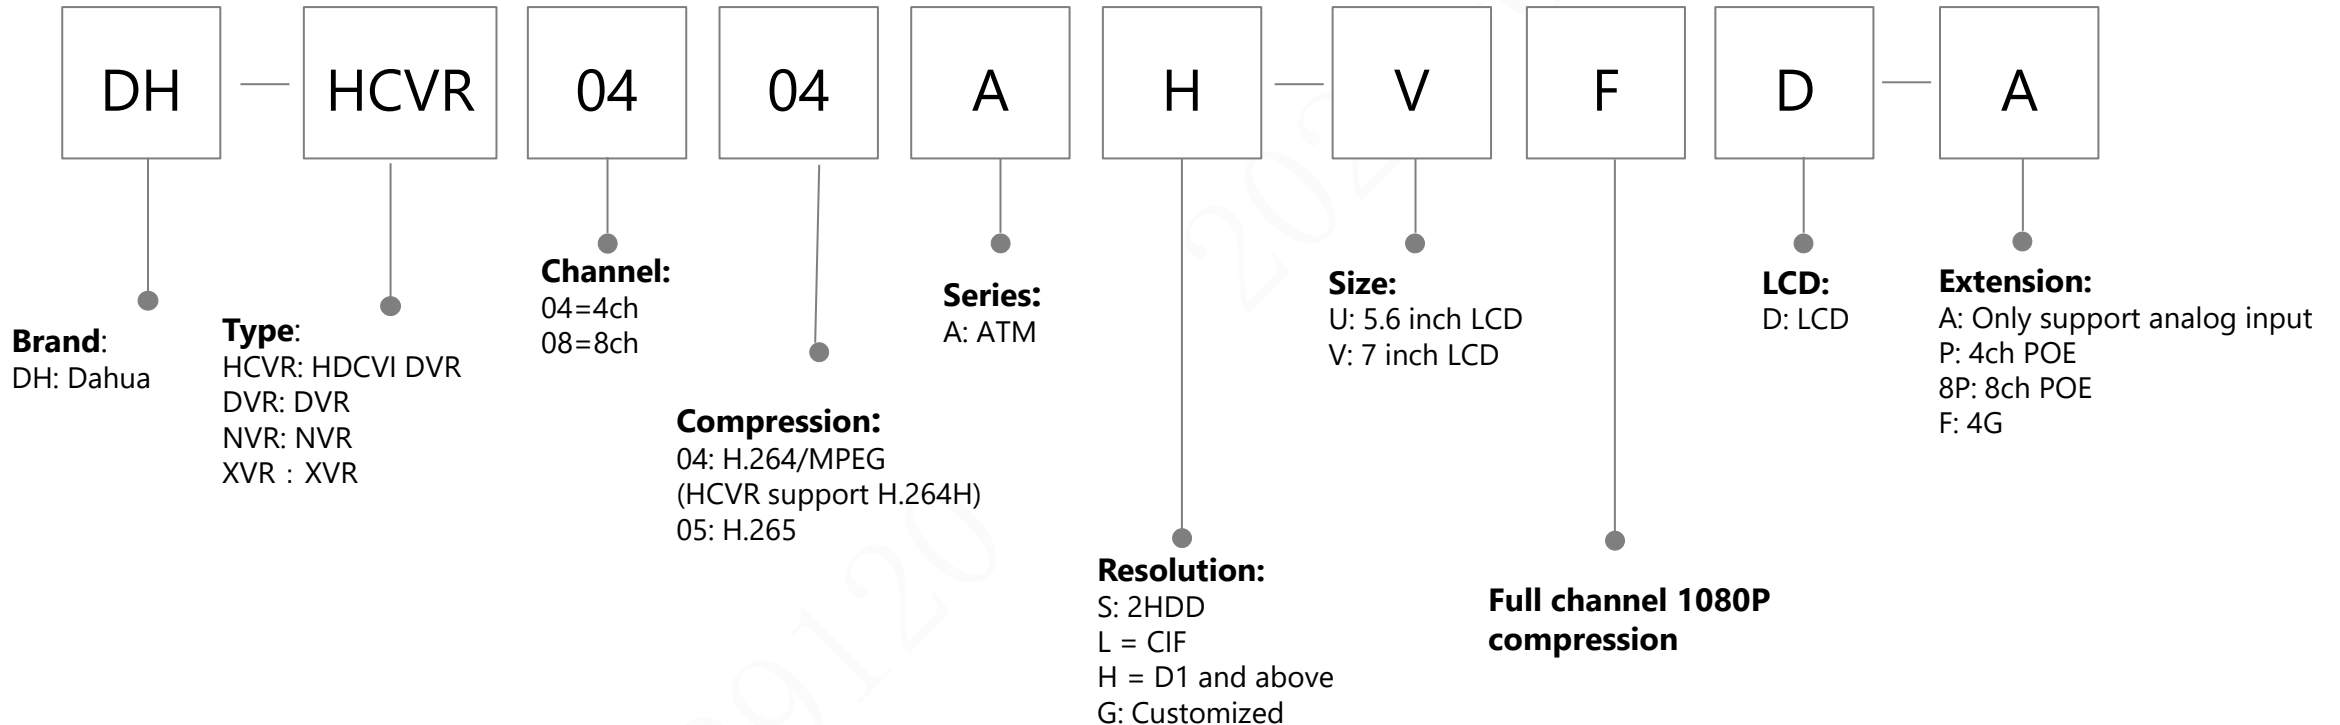 DH — HCVR 04 04 A H — V F D — A
Brand:
DH: Dahua
Type:
HCVR: HDCVI DVR
DVR: DVR
NVR: NVR
XVR：XVR
Channel:
04=4ch
08=8ch
Compression:
04: H.264/MPEG
(HCVR support H.264H)
05: H.265
Series:
A: ATM
Resolution:
S: 2HDD
L = CIF
H = D1 and above
G: Customized
Size:
U: 5.6 inch LCD
V: 7 inch LCD
Full channel 1080P
compression
LCD:
D: LCD
Extension:
A: Only support analog input
P: 4ch POE
8P: 8ch POE
F: 4G